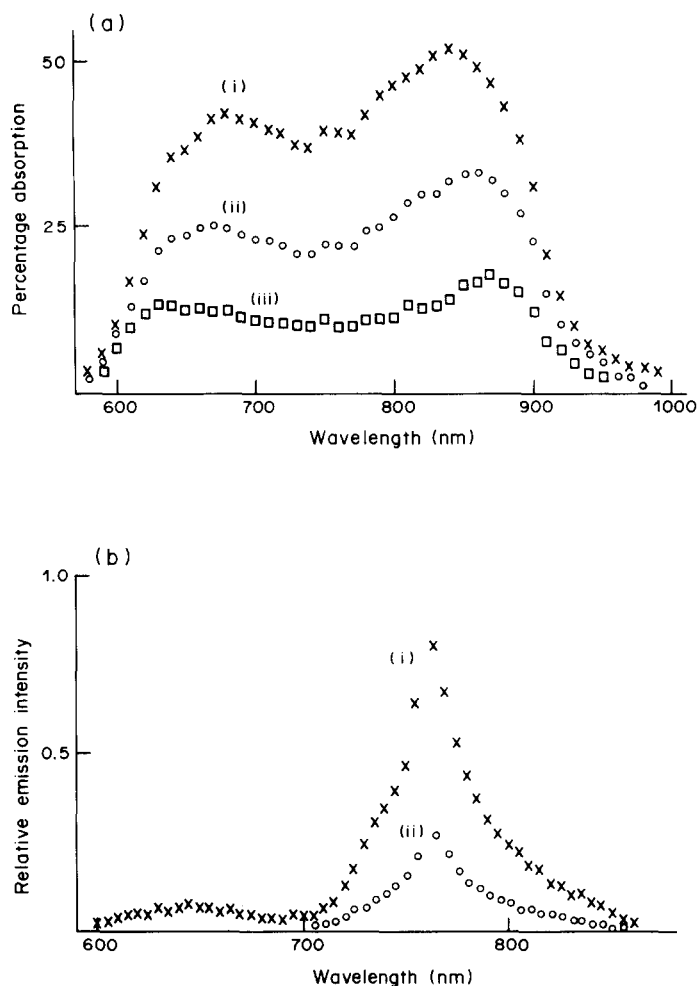 (a)
50
25
(i)
(ii)
(iii)
Percentage absorption
600
700
800
900
1000
Wavelength (nm)
(b)
1.0
0.5
(i)
(ii)
Relative emission intensity
600
700
800
Wavelength (nm)